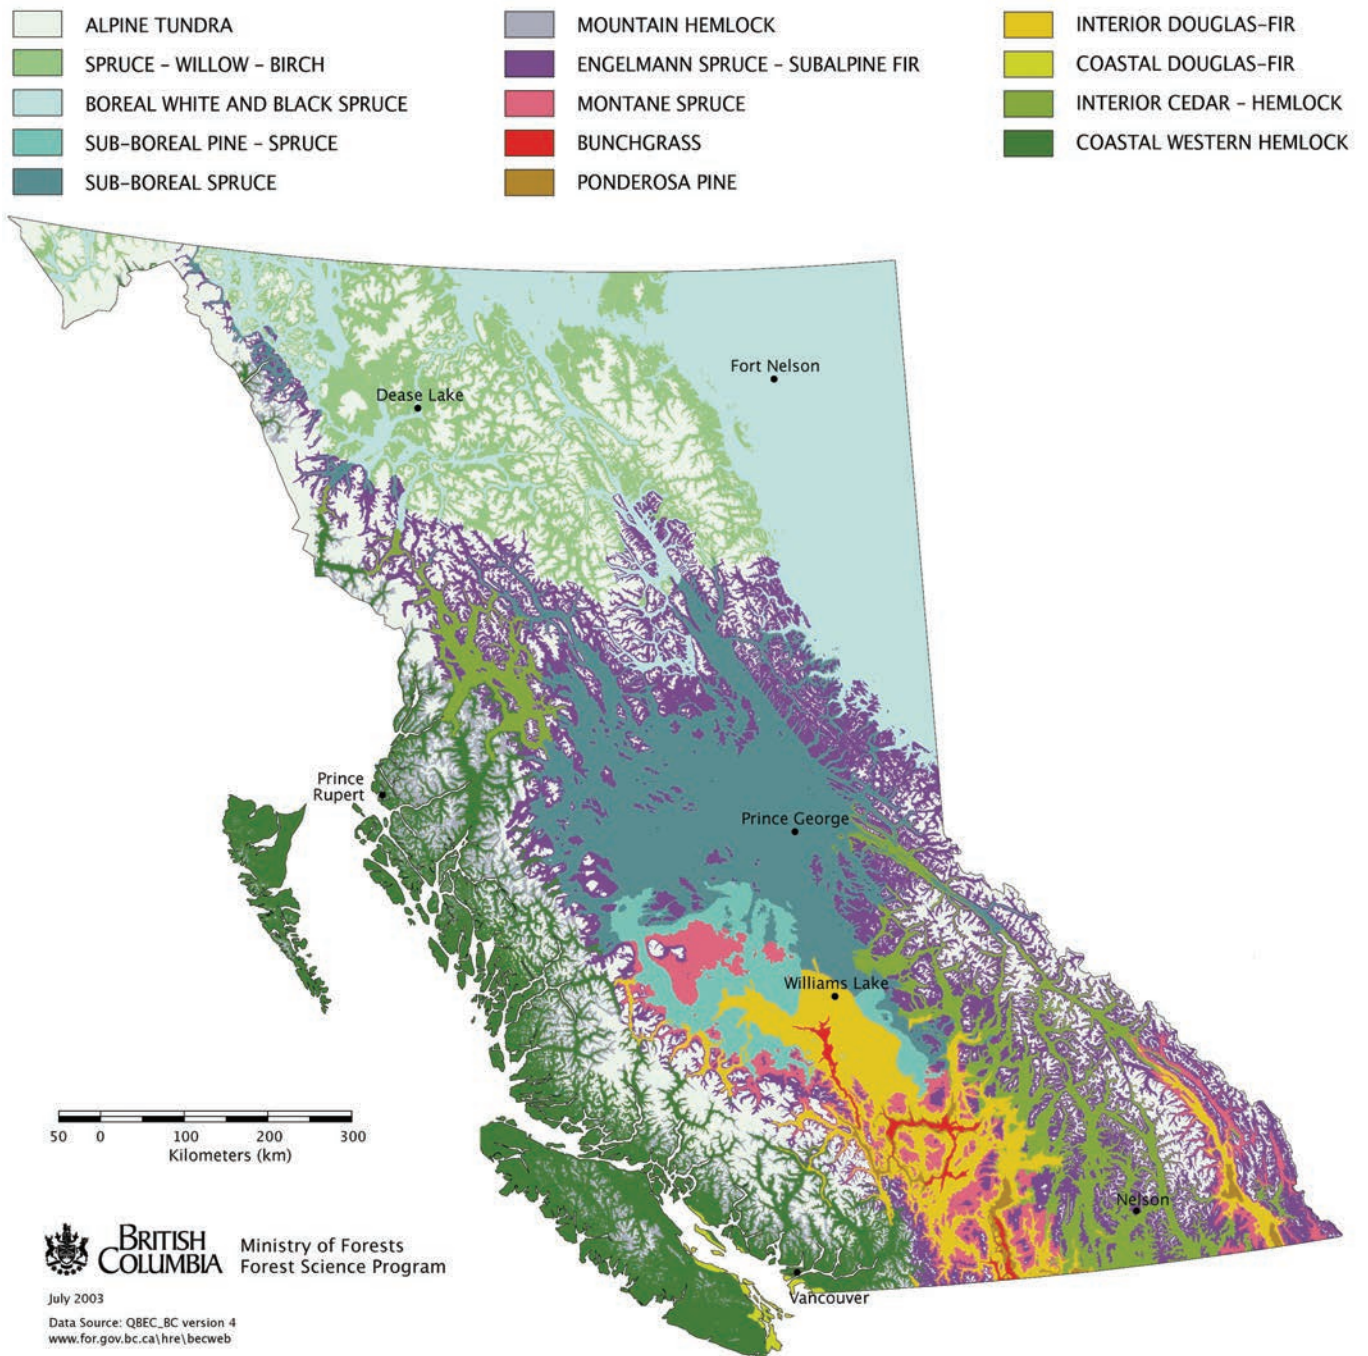 ALPINE TUNDRA
SPRUCE – WILLOW – BIRCH
BOREAL WHITE AND BLACK SPRUCE
SUB-BOREAL PINE – SPRUCE
SUB-BOREAL SPRUCE
MOUNTAIN HEMLOCK
ENGELMANN SPRUCE – SUBALPINE FIR
MONTANE SPRUCE
BUNCHGRASS
PONDEROSA PINE
INTERIOR DOUGLAS-FIR
COASTAL DOUGLAS-FIR
INTERIOR CEDAR – HEMLOCK
COASTAL WESTERN HEMLOCK
Fort Nelson
Dease Lake
Prince
Rupert
Prince George
Williams Lake
Nelson
Vancouver
50 0 100 200 300
Kilometers (km)
BRITISH
COLUMBIA
Ministry of Forests
Forest Science Program
July 2003
Data Source: QBEC_BC version 4
www.for.gov.bc.ca\hre\becweb